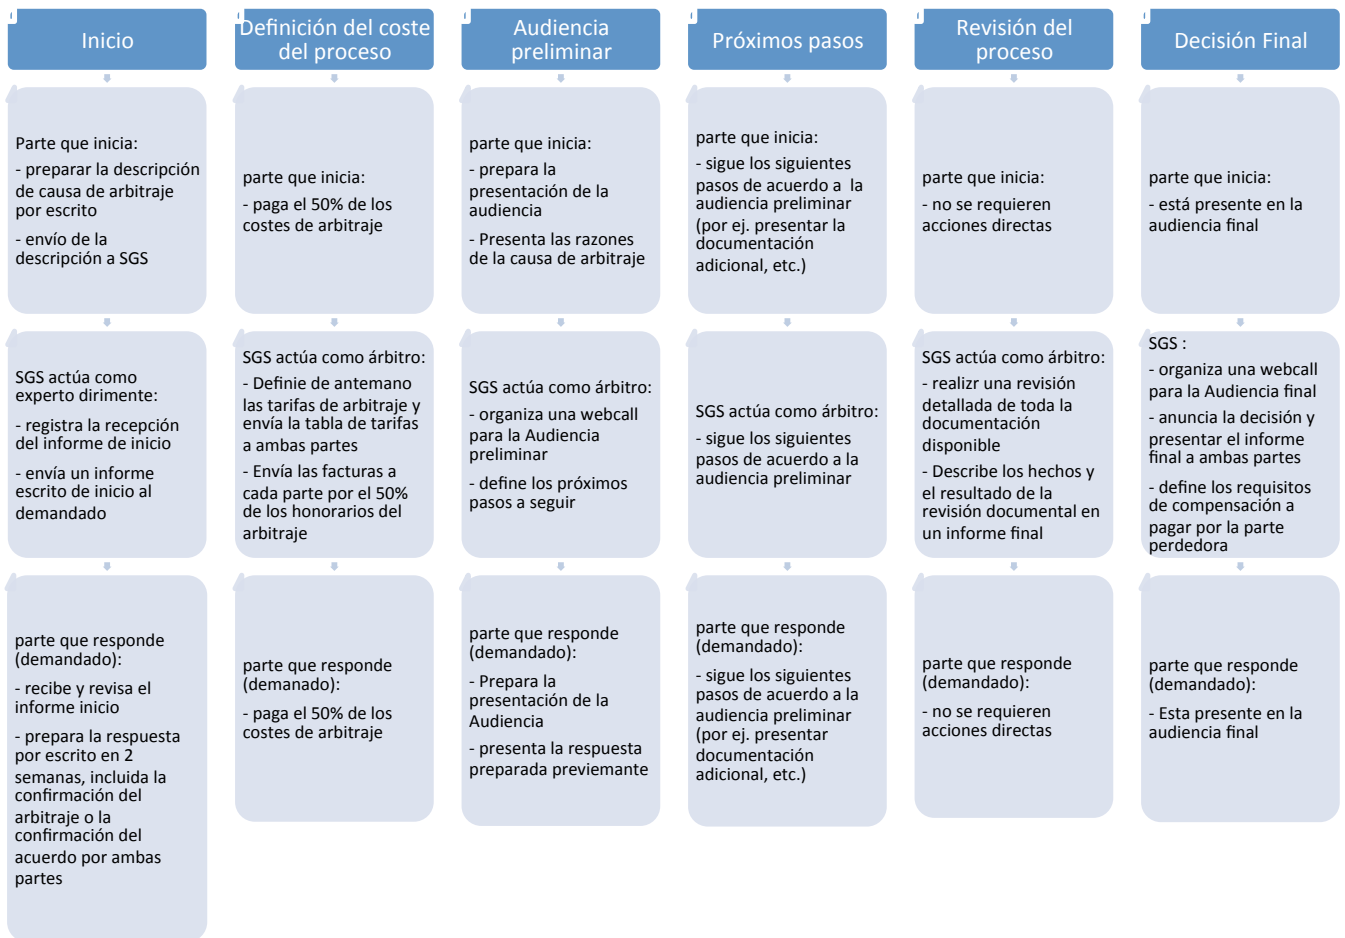 Inicio
Parte que inicia:
- preparar la descripción
de causa de arbitraje
por escrito
- envío de la
descripción a SGS
SGS actúa como
experto dirimente:
- registra la recepción
del informe de inicio
- envía un informe
escrito de inicio al
demandado
parte que responde
(demandado):
- recibe y revisa el
informe inicio
- prepara la respuesta
por escrito en 2
semanas, incluida la
confirmación del
arbitraje o la
confirmación del
acuerdo por ambas
partes
Definición del coste
del proceso
parte que inicia:
- paga el 50% de los
costes de arbitraje
SGS actúa como árbitro:
- Definie de antemano
las tarifas de arbitraje y
envía la tabla de tarifas
a ambas partes
- Envía las facturas a
cada parte por el 50%
de los honorarios del
arbitraje
parte que responde
(demanado):
- paga el 50% de los
costes de arbitraje
Audiencia
preliminar
parte que inicia:
- prepara la
presentación de la
audiencia
- Presenta las razones
de la causa de arbitraje
SGS actúa como árbitro:
- organiza una webcall
para la Audiencia
preliminar
- define los próximos
pasos a seguir
parte que responde
(demandado):
- Prepara la
presentación de la
Audiencia
- presenta la respuesta
preparada previemante
Próximos pasos
parte que inicia:
- sigue los siguientes
pasos de acuerdo a la
audiencia preliminar
(por ej. presentar la
documentación
adicional, etc.)
SGS actúa como árbitro:
- sigue los siguientes
pasos de acuerdo a la
audiencia preliminar
parte que responde
(demandado):
- sigue los siguientes
pasos de acuerdo a la
audiencia preliminar
(por ej. presentar
documentación
adicional, etc.)
Revisión del
proceso
parte que inicia:
- no se requieren
acciones directas
SGS actúa como árbitro:
- realizr una revisión
detallada de toda la
documentación
disponible
- Describe los hechos y
el resultado de la
revisión documental en
un informe final
parte que responde
(demandado):
- no se requieren
acciones directas
Decisión Final
parte que inicia:
- está presente en la
audiencia final
SGS :
- organiza una webcall
para la Audiencia final
- anuncia la decisión y
presentar el informe
final a ambas partes
- define los requisitos
de compensación a
pagar por la parte
perdedora
parte que responde
(demandado):
- Esta presente en la
audiencia final